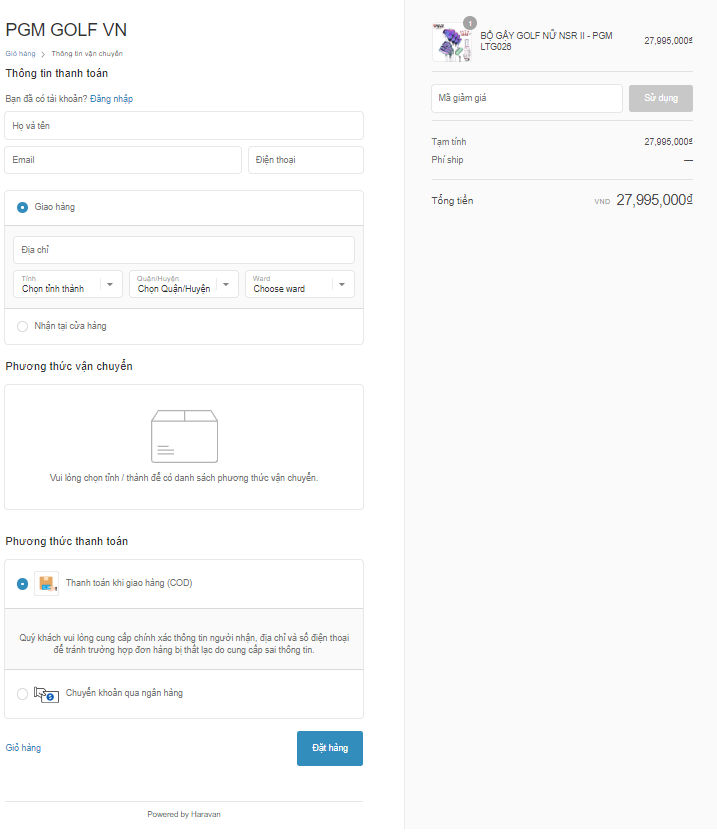 PGM GOLF VN
Giỏ hàng
Thông tin vận chuyển
Thông tin thanh toán
Bạn đã có tài khoản? Đăng nhập
Họ và tên
Email
Điện thoại
Giao hàng
Địa chỉ
Tỉnh
Chọn tỉnh thành
Quận/Huyện
Chọn Quận/Huyện
Ward
Choose ward
Nhận tại cửa hàng
Phương thức vận chuyển
Vui lòng chọn tỉnh / thành để có danh sách phương thức vận chuyển.
Phương thức thanh toán
Thanh toán khi giao hàng (COD)
Quý khách vui lòng cung cấp chính xác thông tin người nhận, địa chỉ và số điện thoại
để tránh trường hợp đơn hàng bị thất lạc do cung cấp sai thông tin.
Chuyển khoản qua ngân hàng
Giỏ hàng
Đặt hàng
Powered by Haravan
1
BỘ GẬY GOLF NỮ NSR II - PGM
LTG026
27,995,000₫
Mã giảm giá
Sử dụng
Tạm tính
27,995,000₫
Phí ship
—
Tổng tiền
VND 27,995,000₫